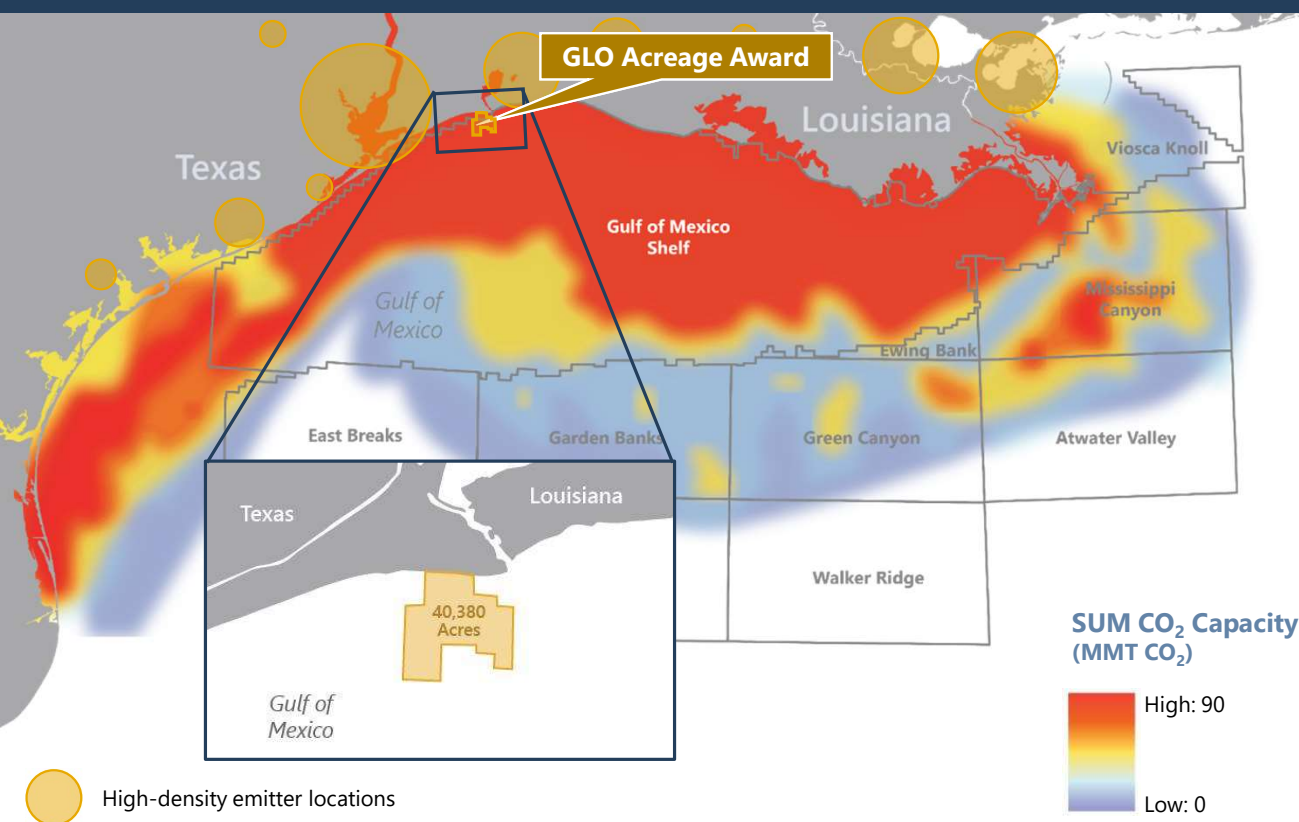 GLO Acreage Award
Louisiana
Texas
Viosca Knoll
Gulf of Mexico
Shelf
Gulf of
Mexico
Mississippi
Canyon
Ewing Bank
East Breaks
Garden Banks
Green Canyon
Atwater Valley
Texas
Louisiana
40,380
Acres
Gulf of
Mexico
Walker Ridge
SUM CO₂ Capacity
(MMT CO₂)
High: 90
Low: 0
High-density emitter locations